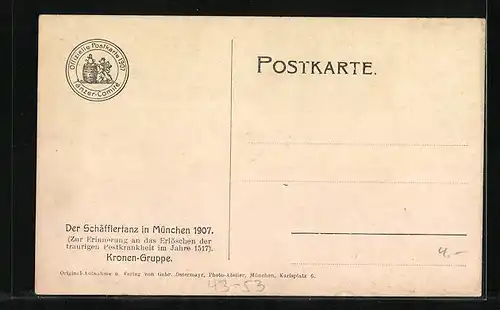 Offizielle Postkarte 1907
Tänzer-Comité
POSTKARTE.
Der Schäfflertanz in München 1907.
(Zur Erinnerung an das Erlöschen der
traurigen Pestkrankheit im Jahre 1517).
Kronen-Gruppe.
Original-Aufnahme u. Verlag von Gebr. Ostermayr, Photo-Atelier, München, Karlsplatz 6.
4,-
43-53